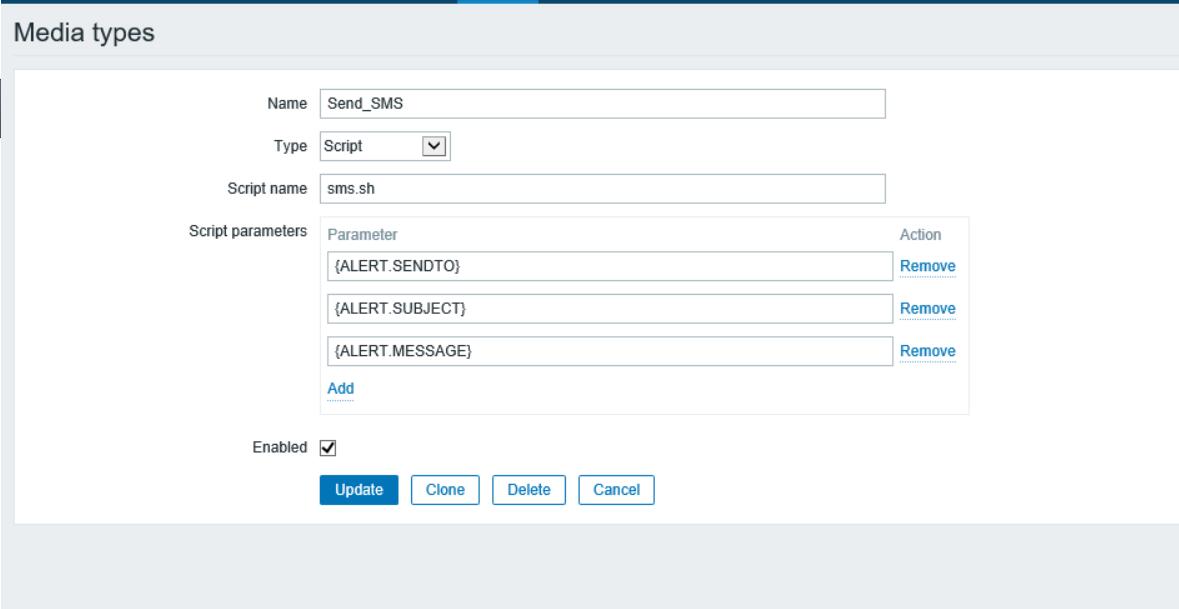 Media types
Name Send_SMS
Type Script
Script name sms.sh
Script parameters Parameter Action
{ALERT.SENDTO} Remove
{ALERT.SUBJECT} Remove
{ALERT.MESSAGE} Remove
Add
Enabled
Update Clone Delete Cancel